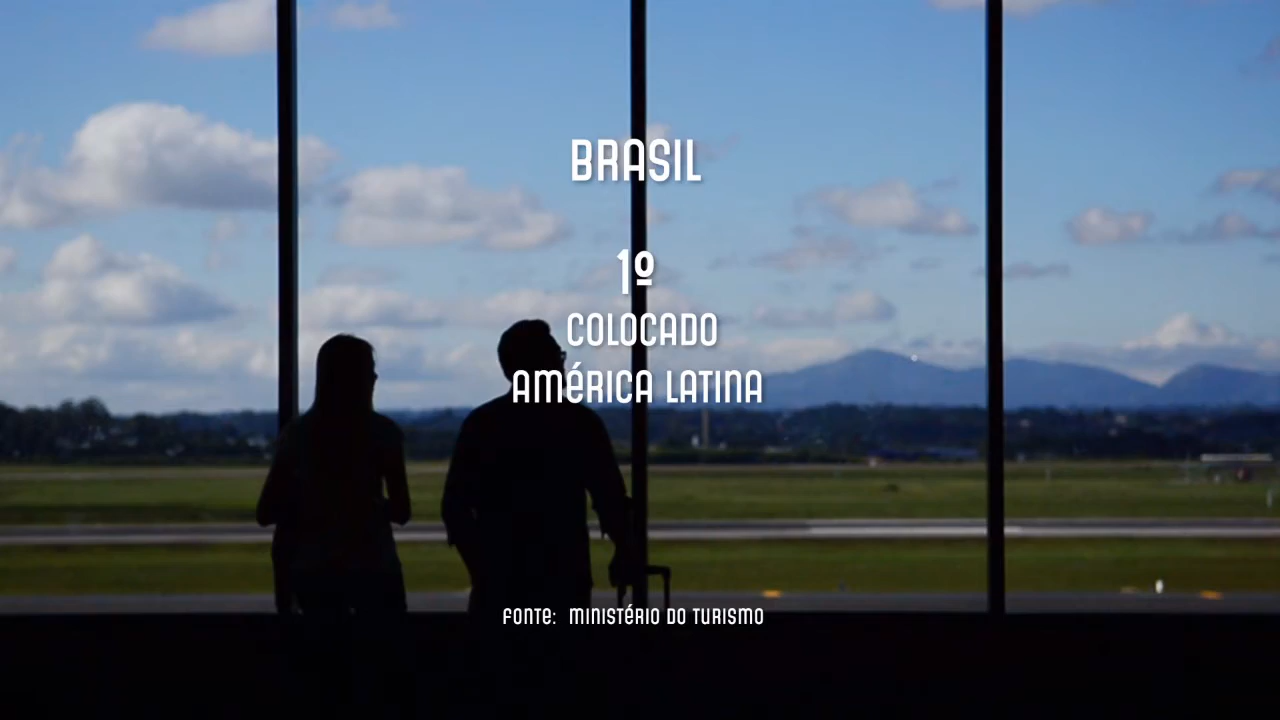 BRASIL
1º
COLOCADO
AMÉRICA LATINA
FONTE: MINISTÉRIO DO TURISMO